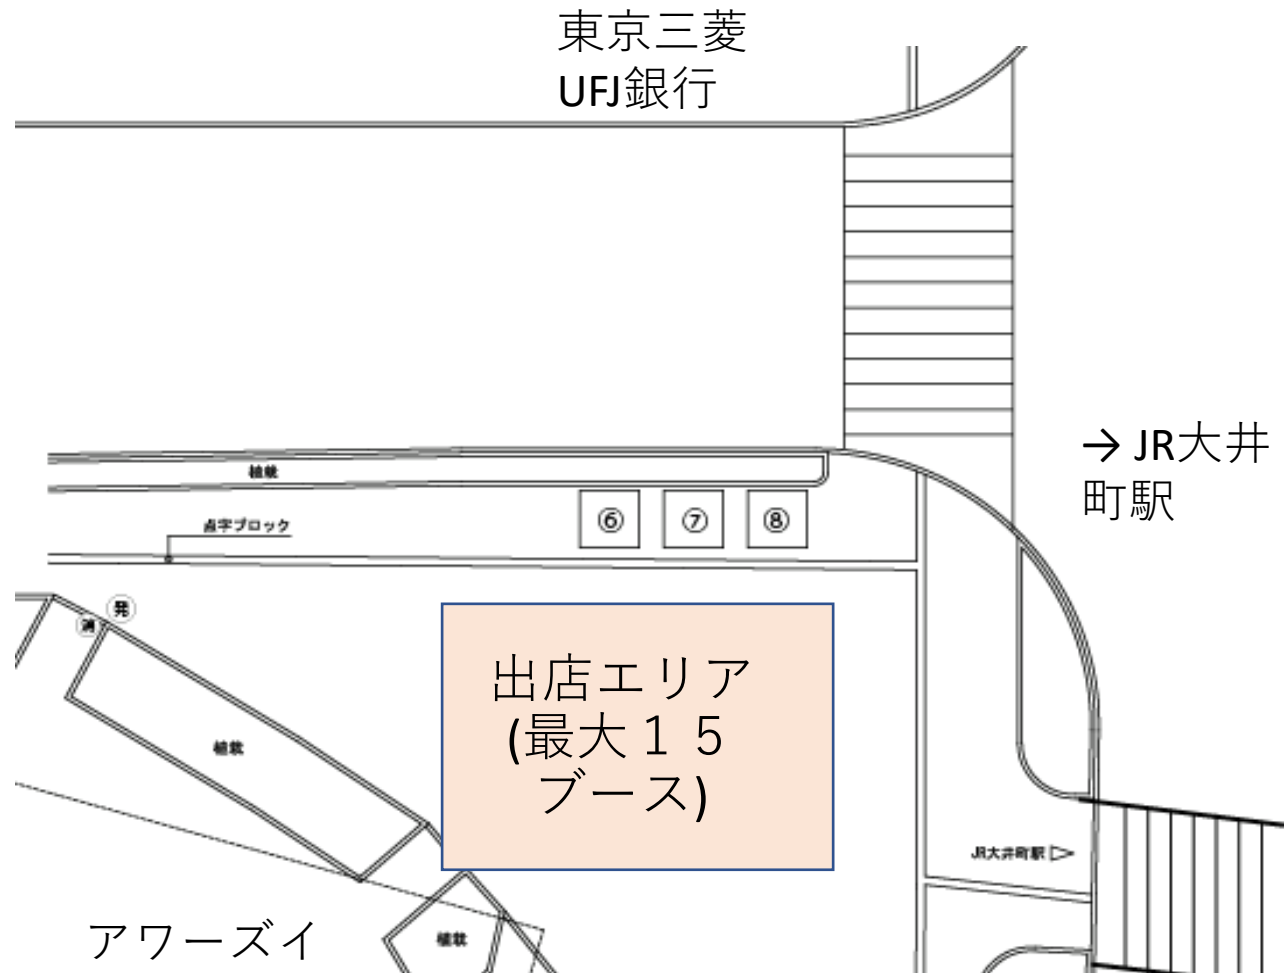 東京三菱
UFJ銀行
→ JR大井
町駅
植栽
⑥ ⑦ ⑧
点字ブロック
発
消
出店エリア
(最大１５
ブース)
植栽
JR大井町駅
アワーズイ
植栽